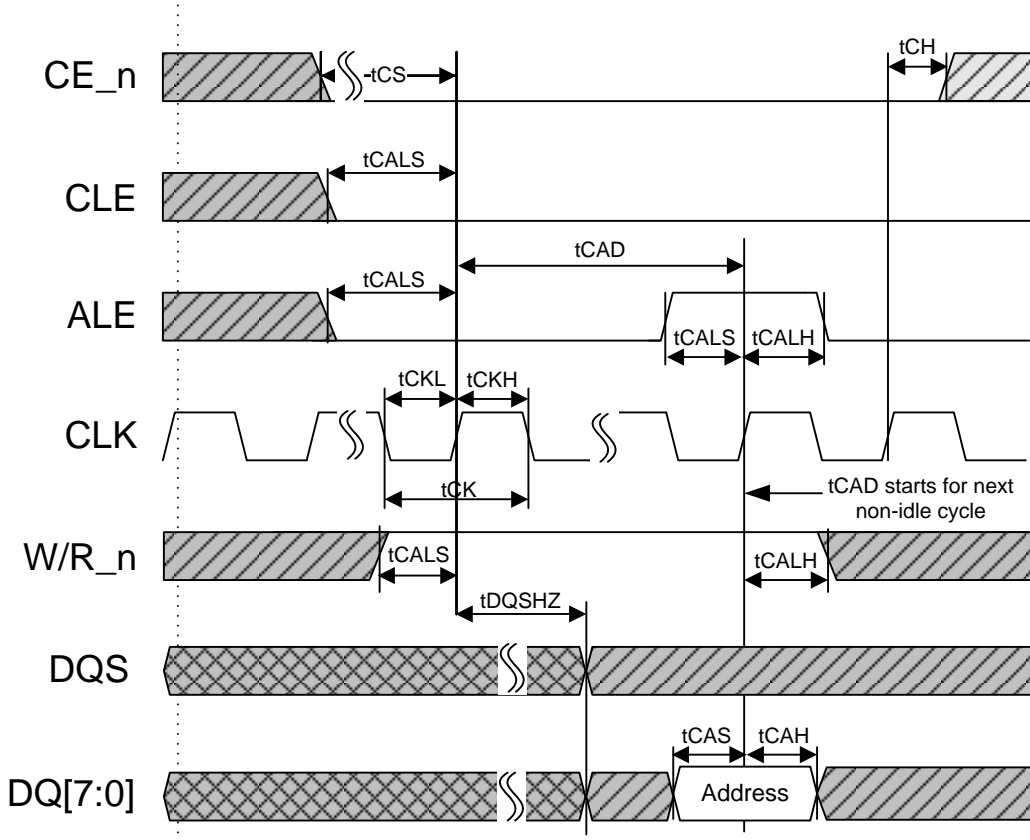 tCH
CE_n
tCS
tCALS
CLE
tCAD
tCALS
ALE
tCALS
tCALH
tCKL
tCKH
CLK
tCK
tCAD starts for next
non-idle cycle
W/R_n
tCALS
tCALH
tDQSHZ
DQS
tCAS
tCAH
DQ[7:0]
Address